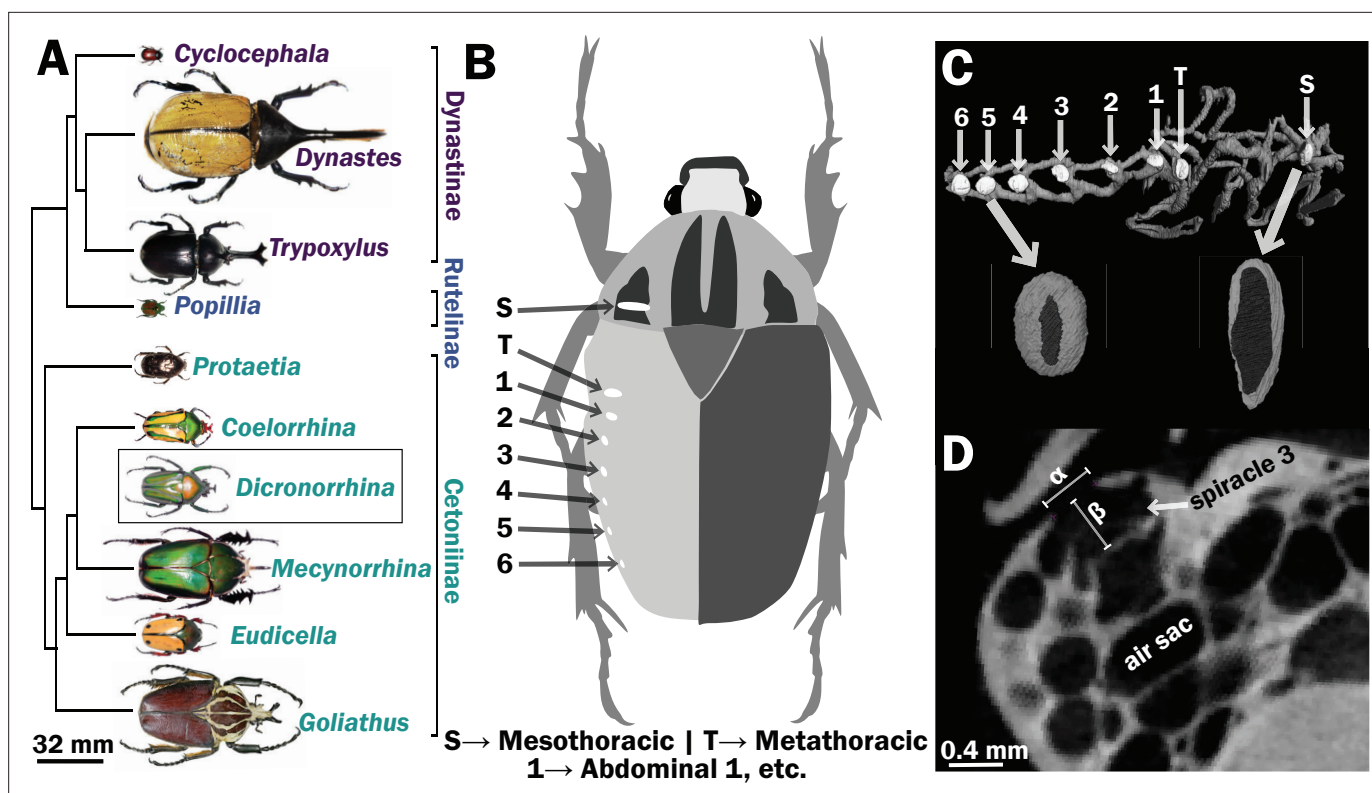 A
Cyclocephala
Dynastes
Trypoxylus
Popillia
Protaetia
Coelorrhina
Dicronorrhina
Mecynorrhina
Eudicella
Goliathus
32 mm
Dynastinae
Rutelinae
Cetoniinae
B
S
T
1
2
3
4
5
6
S→ Mesothoracic | T→ Metathoracic
1→ Abdominal 1, etc.
C
6 5 4 3 2 1 T S
D
α
β
spiracle 3
air sac
0.4 mm